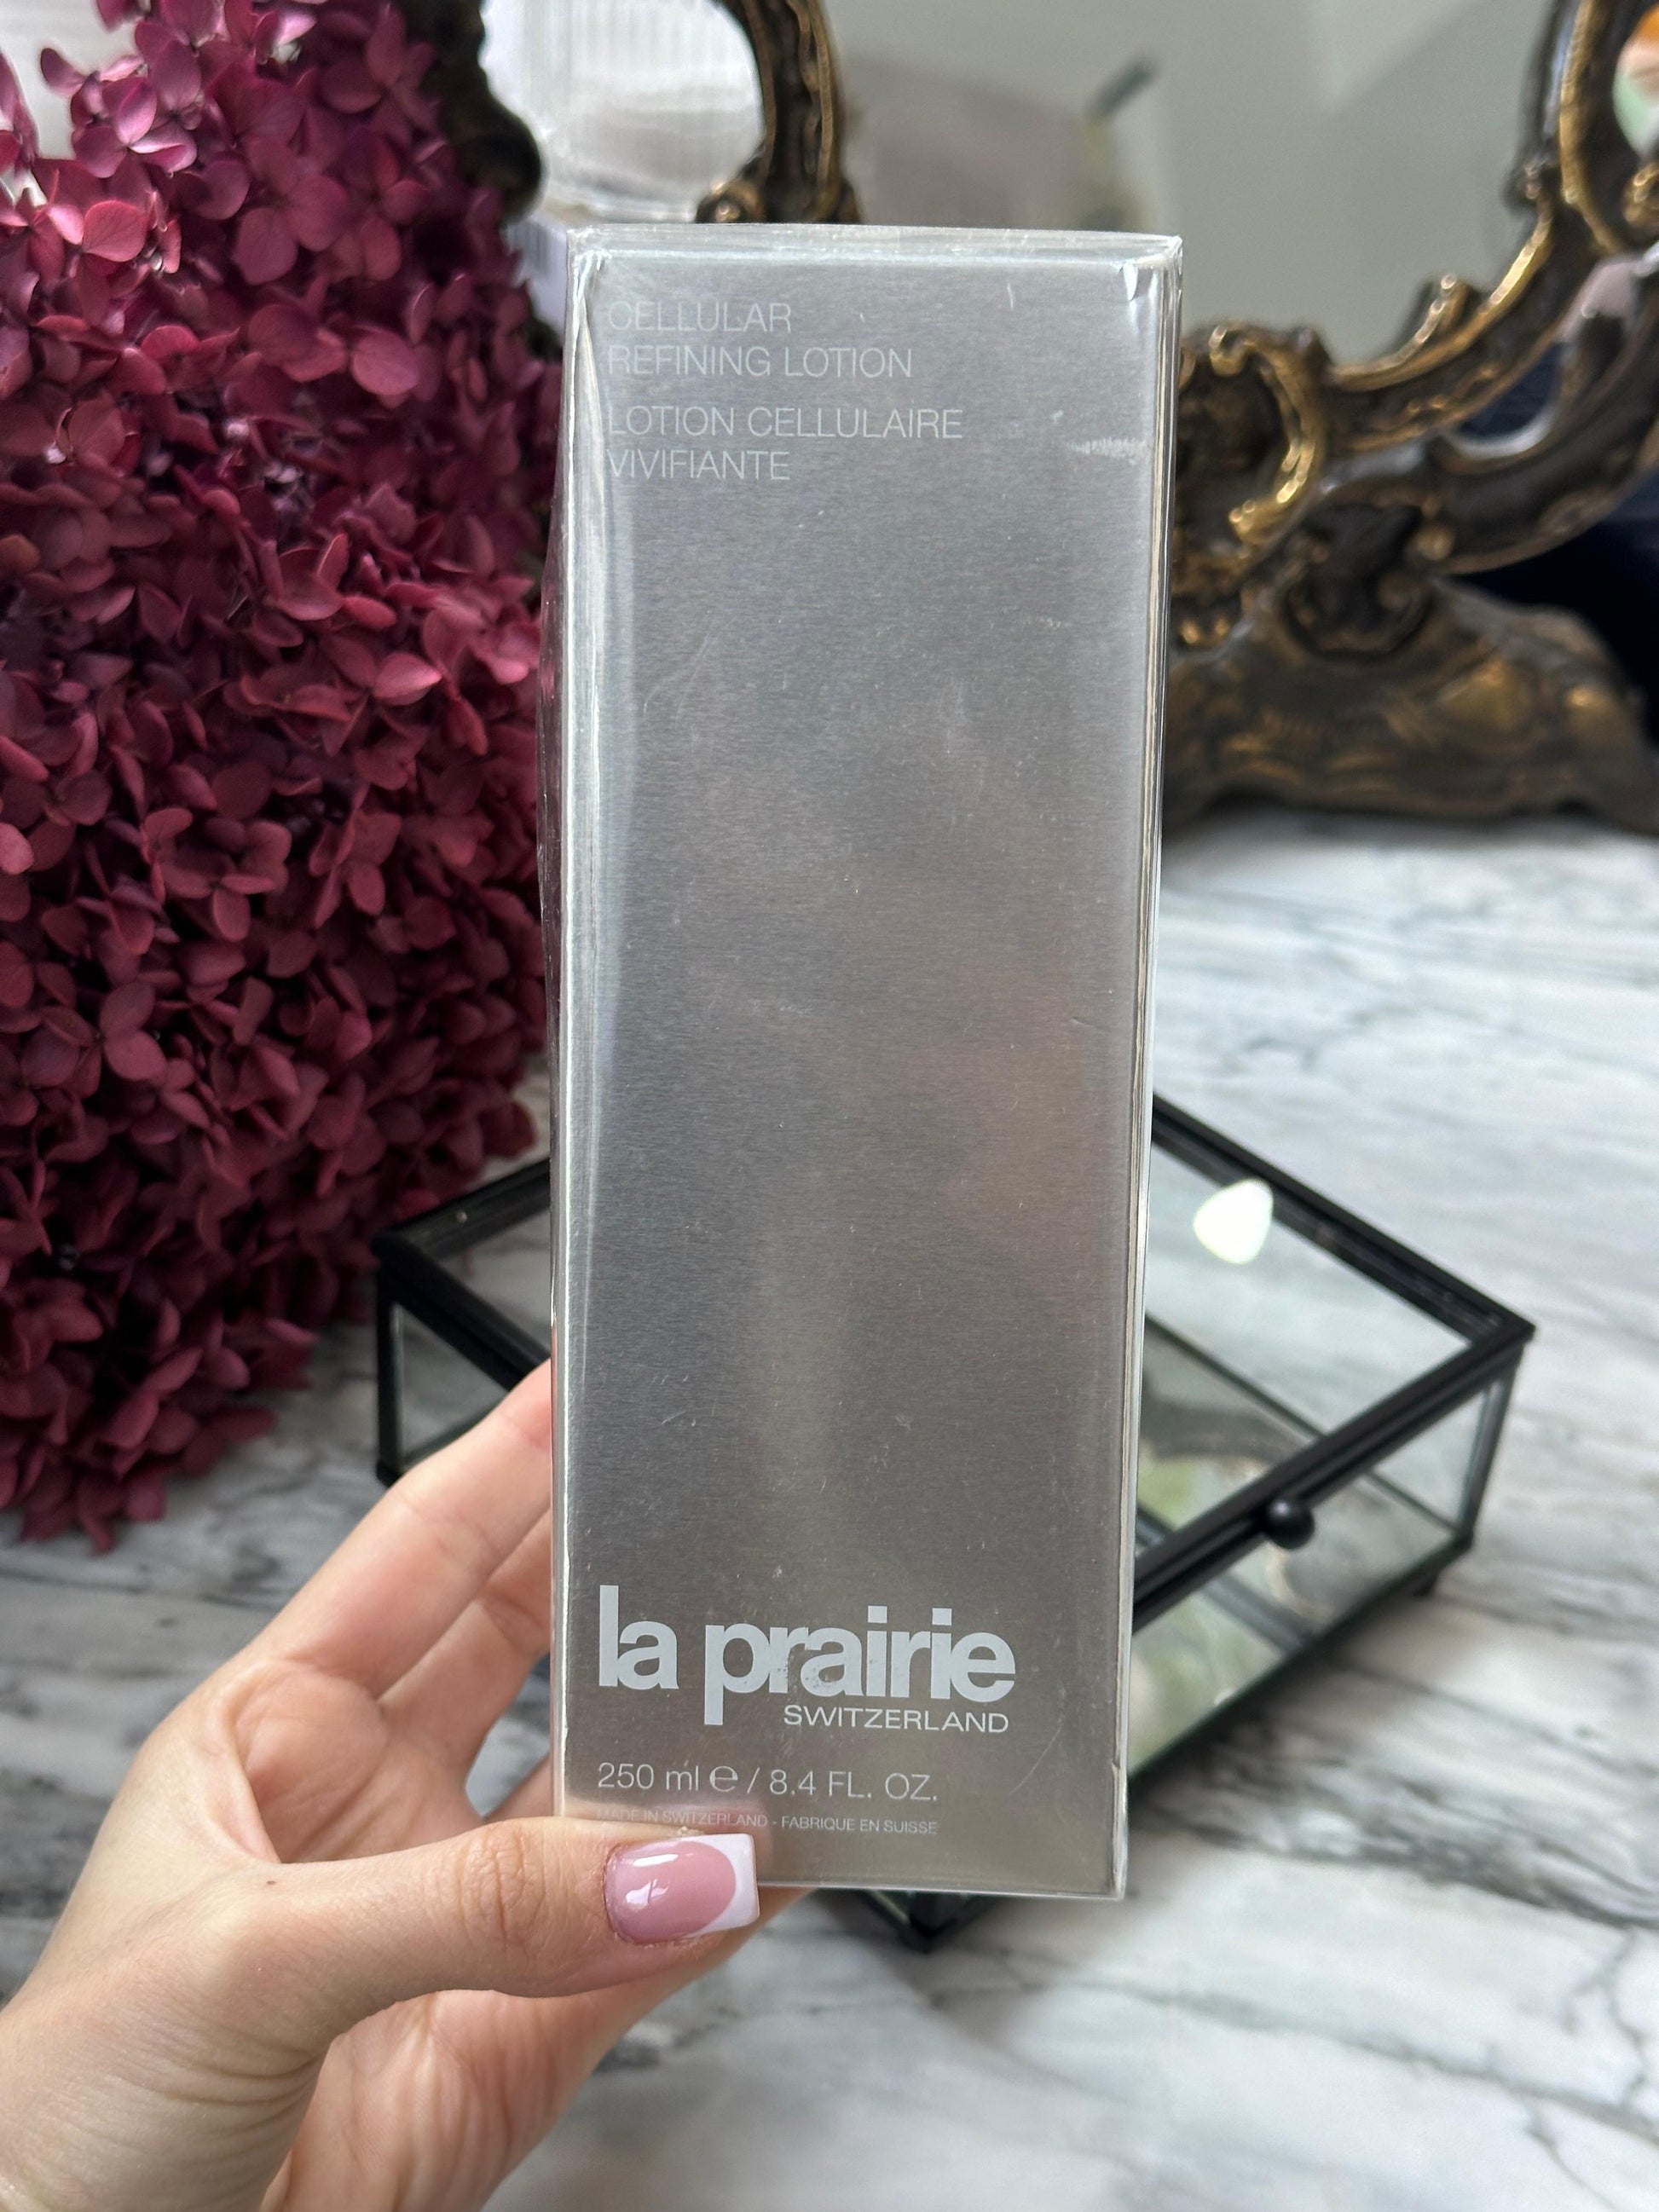 CELLULAR
REFINING LOTION
LOTION CELLULAIRE
VIVIFIANTE
la prairie
SWITZERLAND
250 ml ℮ / 8.4 FL. OZ.
MADE IN SWITZERLAND - FABRIQUE EN SUISSE